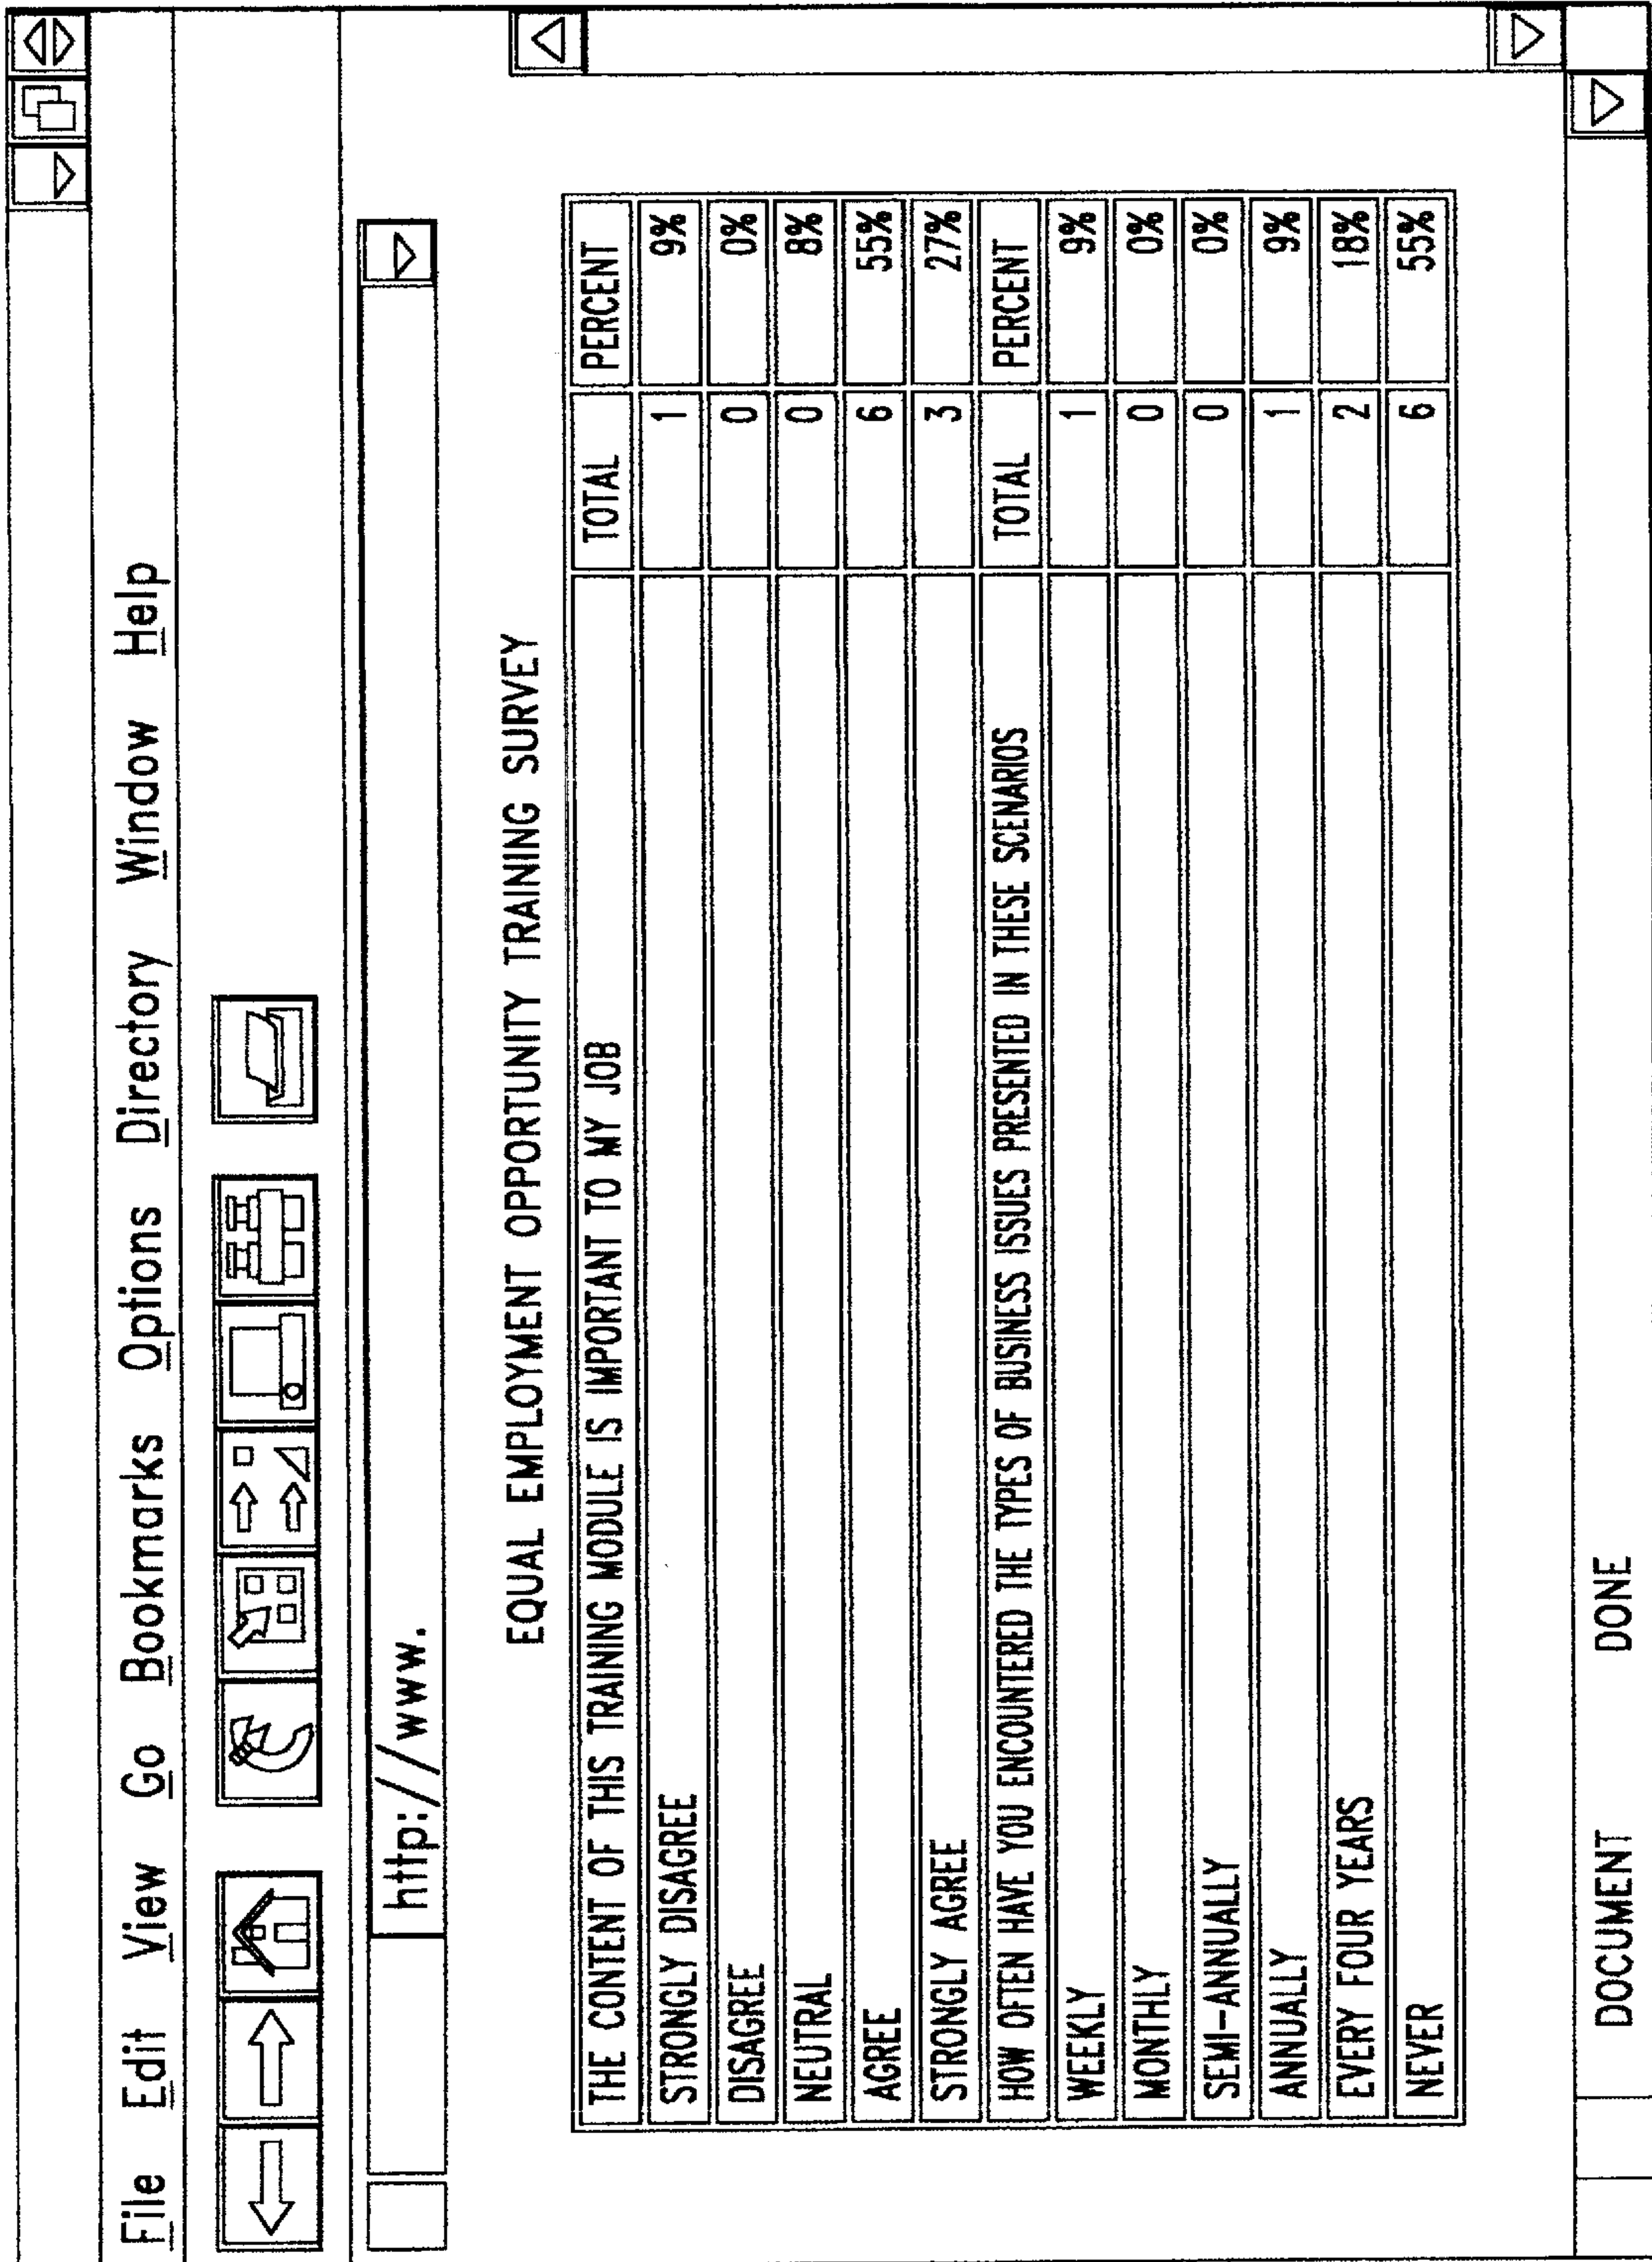 File Edit View Go Bookmarks Options Directory Window Help
http://www.
EQUAL EMPLOYMENT OPPORTUNITY TRAINING SURVEY
THE CONTENT OF THIS TRAINING MODULE IS IMPORTANT TO MY JOB TOTAL PERCENT
STRONGLY DISAGREE 1 9%
DISAGREE 0 0%
NEUTRAL 0 8%
AGREE 6 55%
STRONGLY AGREE 3 27%
HOW OFTEN HAVE YOU ENCOUNTERED THE TYPES OF BUSINESS ISSUES PRESENTED IN THESE SCENARIOS TOTAL PERCENT
WEEKLY 1 9%
MONTHLY 0 0%
SEMI-ANNUALLY 0 0%
ANNUALLY 1 9%
EVERY FOUR YEARS 2 18%
NEVER 6 55%
DOCUMENT DONE